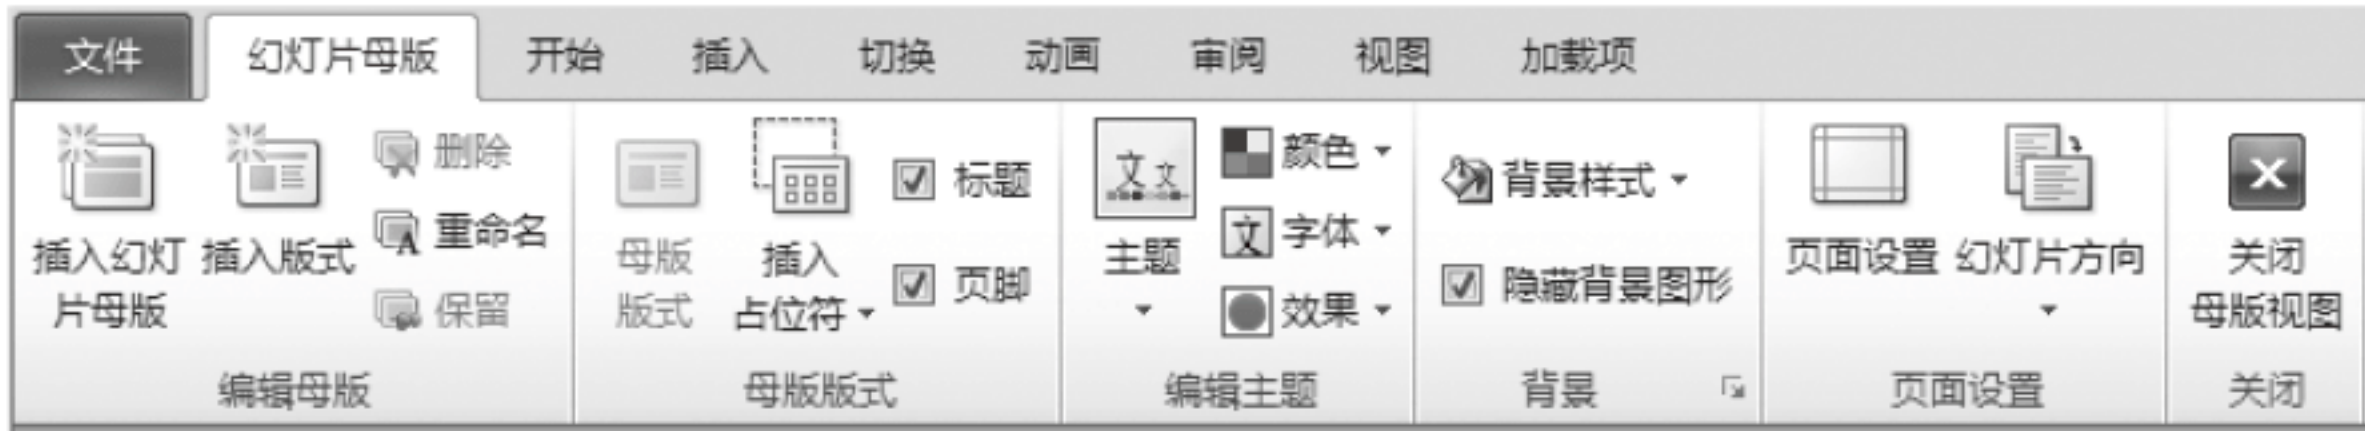 文件 幻灯片母版 开始 插入 切换 动画 审阅 视图 加载项
插入幻灯
片母版
插入版式
删除
重命名
保留
编辑母版
母版
版式
插入
占位符
标题
页脚
母版版式
主题
颜色
字体
效果
编辑主题
背景样式
隐藏背景图形
背景
页面设置
幻灯片方向
页面设置
关闭
母版视图
关闭